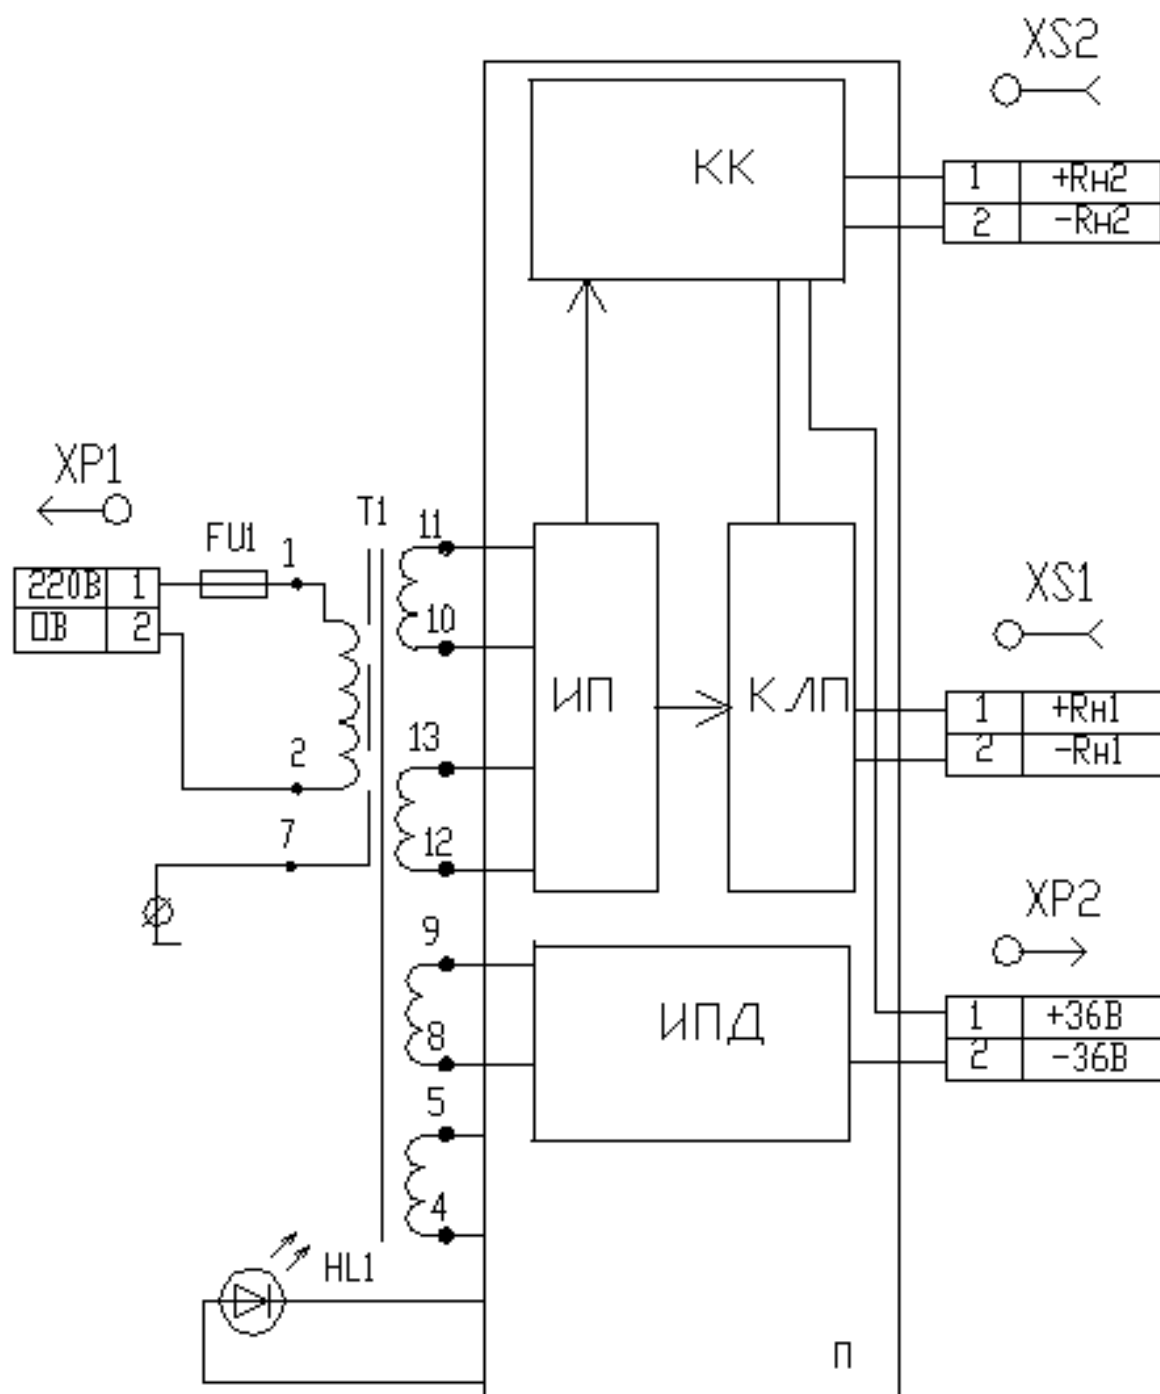 XS2
КК
1 +Rн2
2 -Rн2
XP1
FU1
1
T1
11
220В 1
0В 2
10
XS1
ИП
КЛП
1 +Rн1
2 -Rн1
2
13
7
12
XP2
9
ИПД
1 +36В
2 -36В
8
5
4
HL1
П